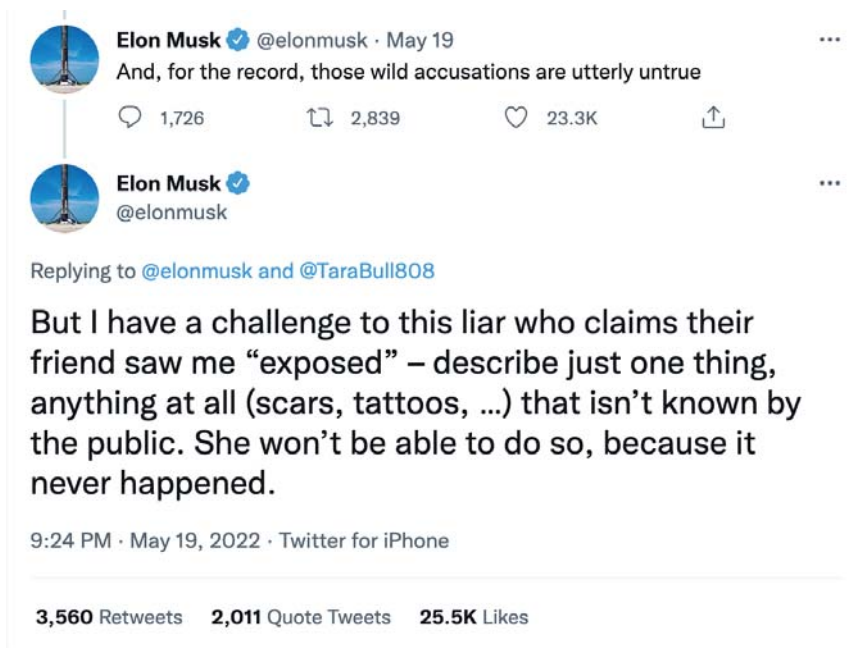 Elon Musk @elonmusk · May 19
And, for the record, those wild accusations are utterly untrue
1,726 2,839 23.3K
Elon Musk
@elonmusk
Replying to @elonmusk and @TaraBull808
But I have a challenge to this liar who claims their
friend saw me “exposed” – describe just one thing,
anything at all (scars, tattoos, …) that isn’t known by
the public. She won’t be able to do so, because it
never happened.
9:24 PM · May 19, 2022 · Twitter for iPhone
3,560 Retweets 2,011 Quote Tweets 25.5K Likes